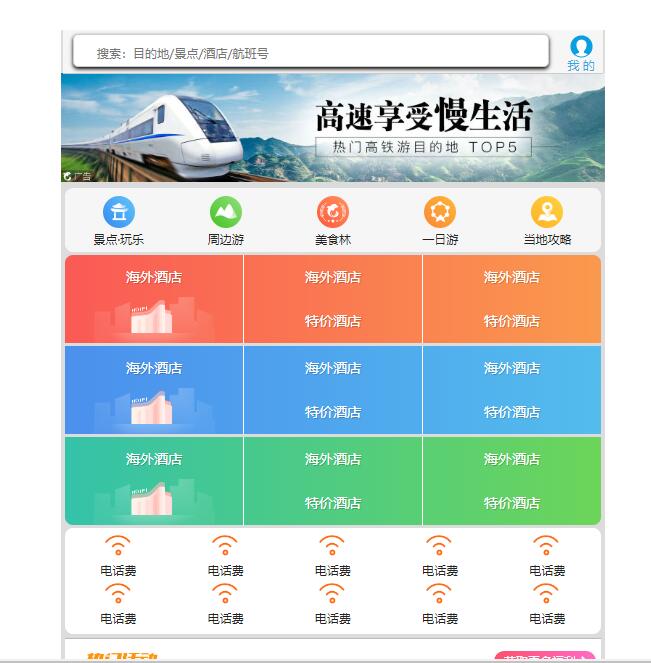 搜索：目的地/景点/酒店/航班号
我 的
高速享受慢生活
热门高铁游目的地 TOP5
广告
景点·玩乐 周边游 美食林 一日游 当地攻略
海外酒店 海外酒店 海外酒店
HOTEL
特价酒店 特价酒店
海外酒店 海外酒店 海外酒店
HOTEL
特价酒店 特价酒店
海外酒店 海外酒店 海外酒店
HOTEL
特价酒店 特价酒店
电话费 电话费 电话费 电话费 电话费
电话费 电话费 电话费 电话费 电话费
热门活动